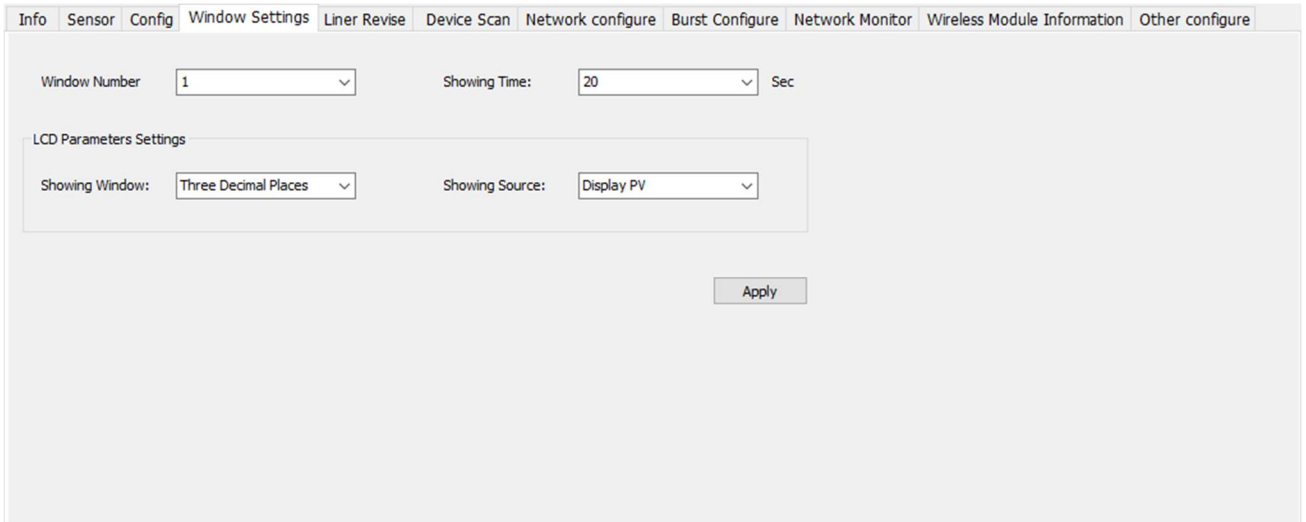 Info Sensor Config Window Settings Liner Revise Device Scan Network configure Burst Configure Network Monitor Wireless Module Information Other configure
Window Number 1 Showing Time: 20 Sec
LCD Parameters Settings
Showing Window: Three Decimal Places Showing Source: Display PV
Apply